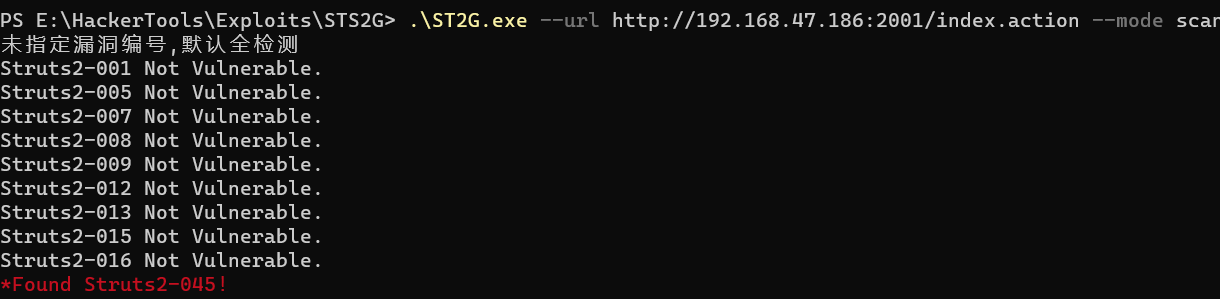 PS E:\HackerTools\Exploits\STS2G> .\ST2G.exe --url http://192.168.47.186:2001/index.action --mode scan
未指定漏洞编号,默认全检测
Struts2-001 Not Vulnerable.
Struts2-005 Not Vulnerable.
Struts2-007 Not Vulnerable.
Struts2-008 Not Vulnerable.
Struts2-009 Not Vulnerable.
Struts2-012 Not Vulnerable.
Struts2-013 Not Vulnerable.
Struts2-015 Not Vulnerable.
Struts2-016 Not Vulnerable.
*Found Struts2-045!